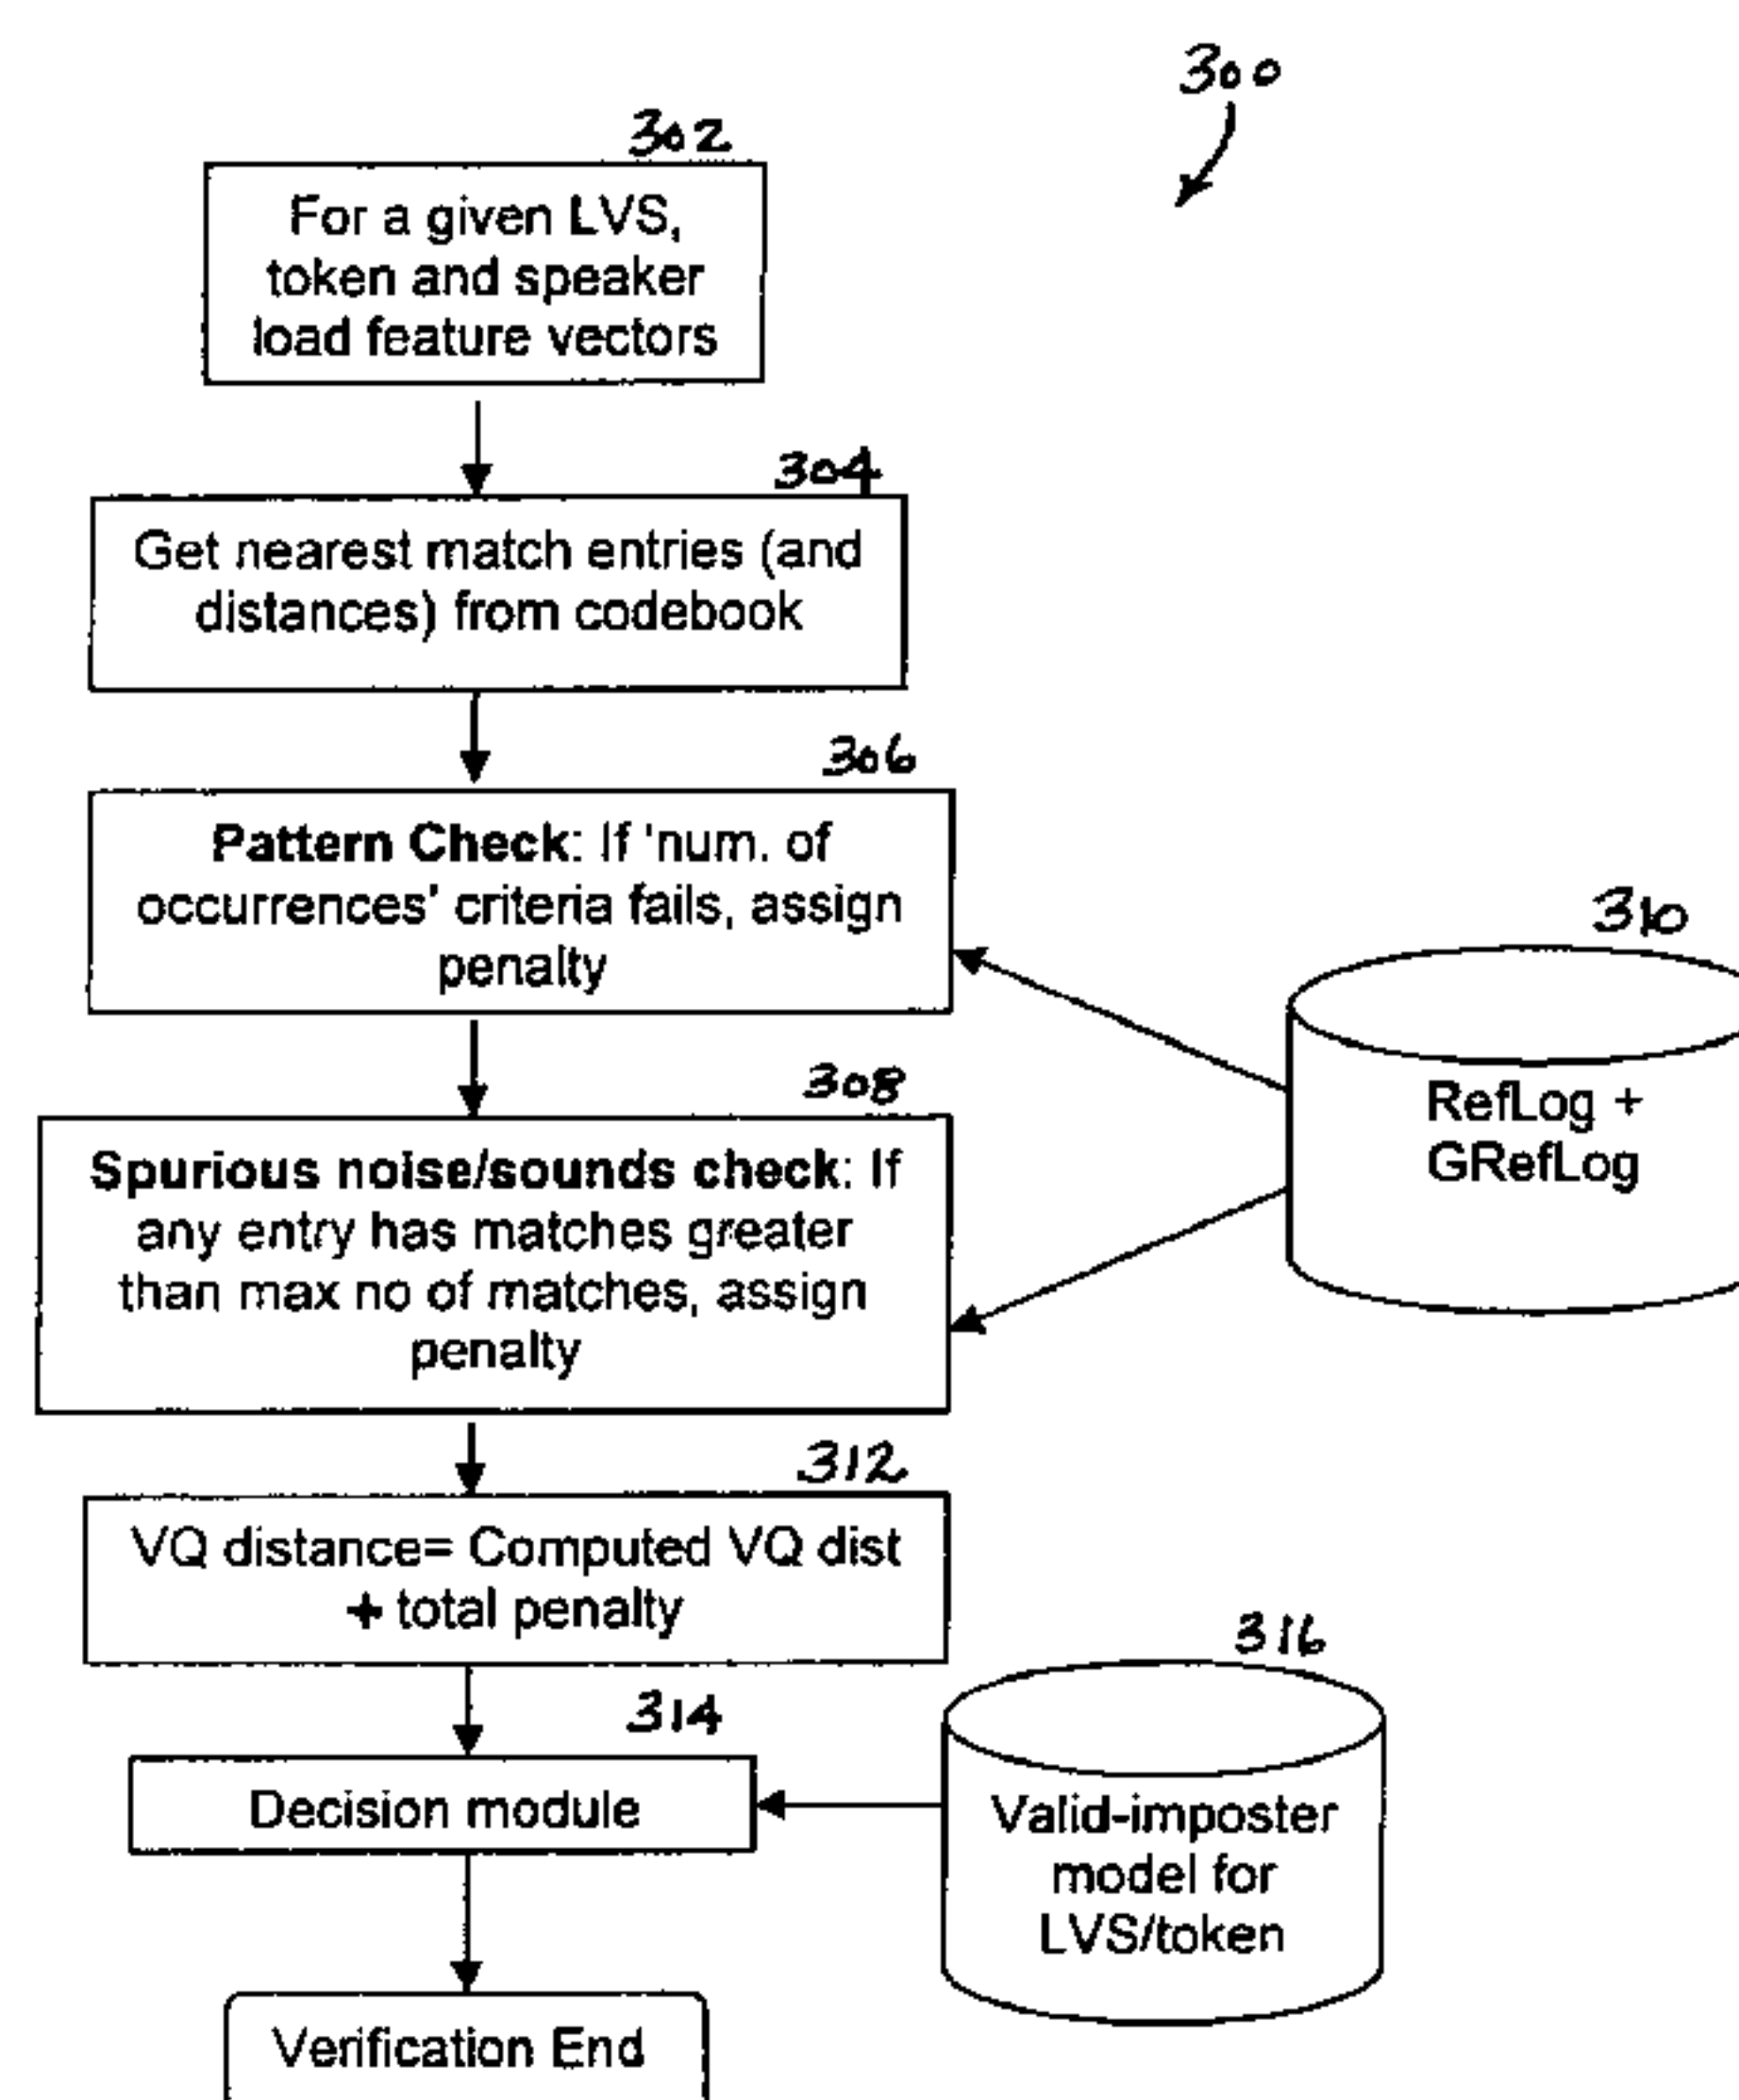 300
302
For a given LVS,
token and speaker
load feature vectors
304
Get nearest match entries (and
distances) from codebook
306
Pattern Check: If 'num. of
occurrences' criteria fails, assign
penalty
310
RefLog +
GRefLog
308
Spurious noise/sounds check: If
any entry has matches greater
than max no of matches, assign
penalty
312
VQ distance= Computed VQ dist
+ total penalty
314
Decision module
316
Valid-imposter
model for
LVS/token
Verification End